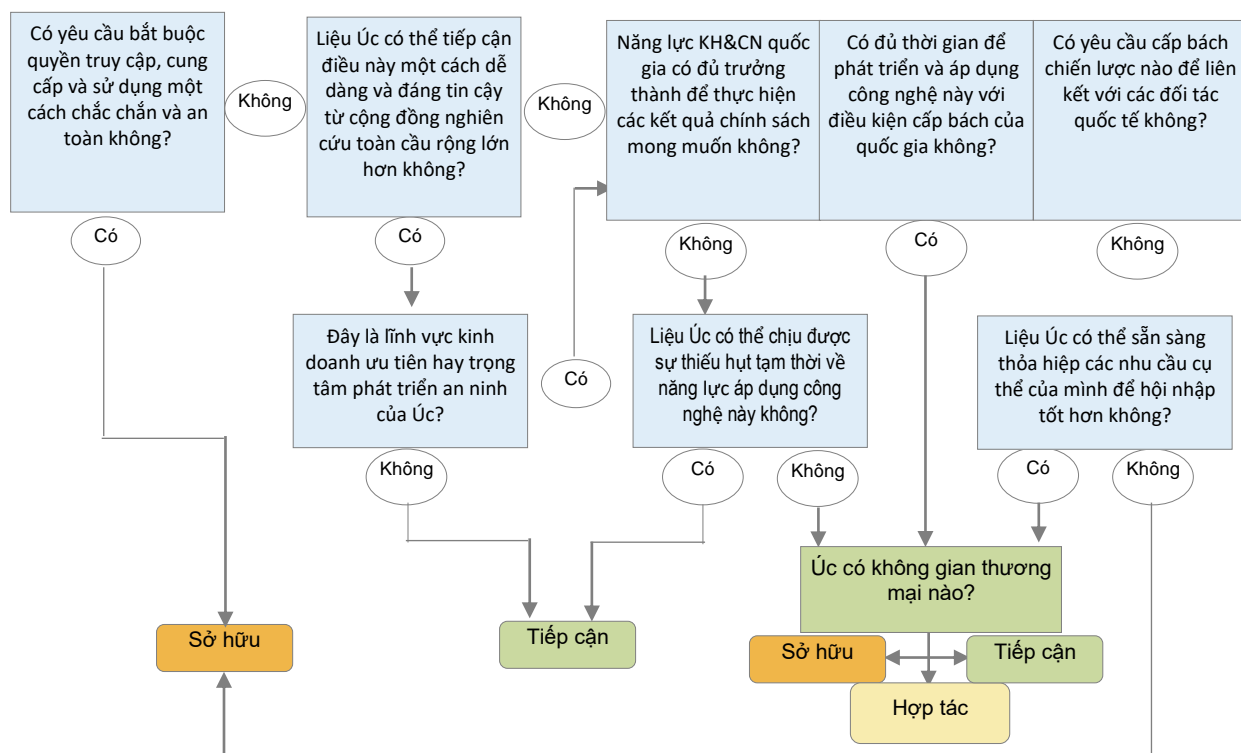 Có yêu cầu bắt buộc
quyền truy cập, cung
cấp và sử dụng một
cách chắc chắn và an
toàn không?
Không
Liệu Úc có thể tiếp cận
điều này một cách dễ
dàng và đáng tin cậy
từ cộng đồng nghiên
cứu toàn cầu rộng lớn
hơn không?
Không
Năng lực KH&CN quốc
gia có đủ trưởng
thành để thực hiện
các kết quả chính sách
mong muốn không?
Có đủ thời gian để
phát triển và áp dụng
công nghệ này với
điều kiện cấp bách của
quốc gia không?
Có yêu cầu cấp bách
chiến lược nào để liên
kết với các đối tác
quốc tế không?
Có
Có
Không
Có
Không
Đây là lĩnh vực kinh
doanh ưu tiên hay trọng
tâm phát triển an ninh
của Úc?
Có
Liệu Úc có thể chịu được
sự thiếu hụt tạm thời về
năng lực áp dụng công
nghệ này không?
Liệu Úc có thể sẵn sàng
thỏa hiệp các nhu cầu cụ
thể của mình để hội nhập
tốt hơn không?
Không
Có
Không
Có
Không
Úc có không gian thương
mại nào?
Sở hữu
Tiếp cận
Sở hữu
Tiếp cận
Hợp tác